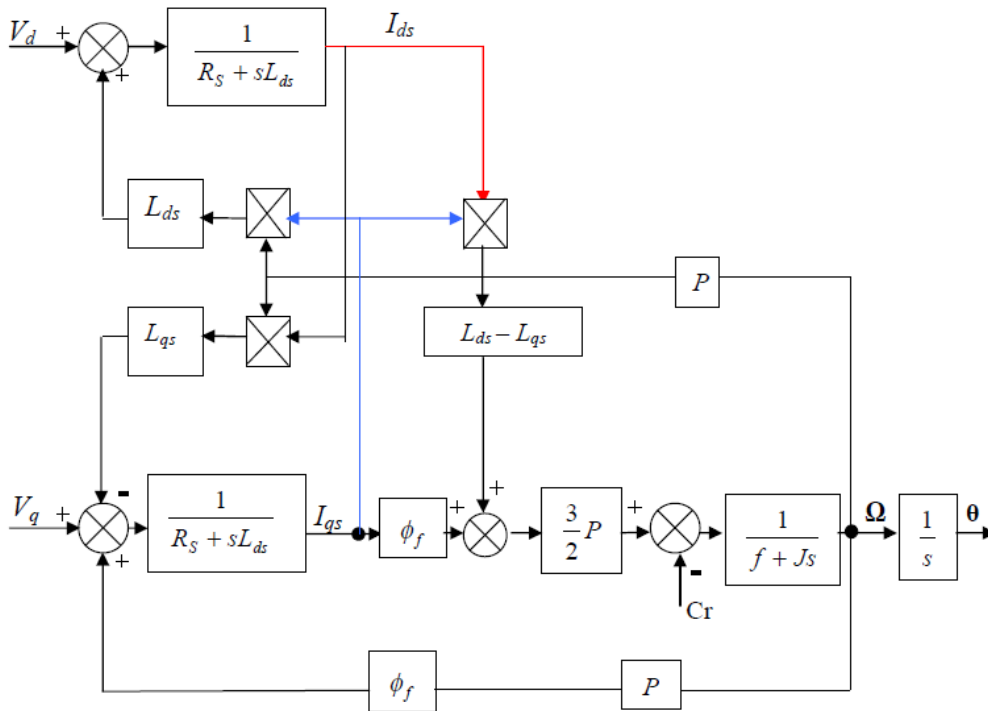 V_d + 1 I_ds
+ R_S + sL_ds
L_ds
P
L_qs L_ds – L_qs
V_q + - 1 I_qs ϕ_f + + 3/2 P + 1 Ω 1 θ
+ R_S + sL_ds - f + Js s
Cr
ϕ_f P